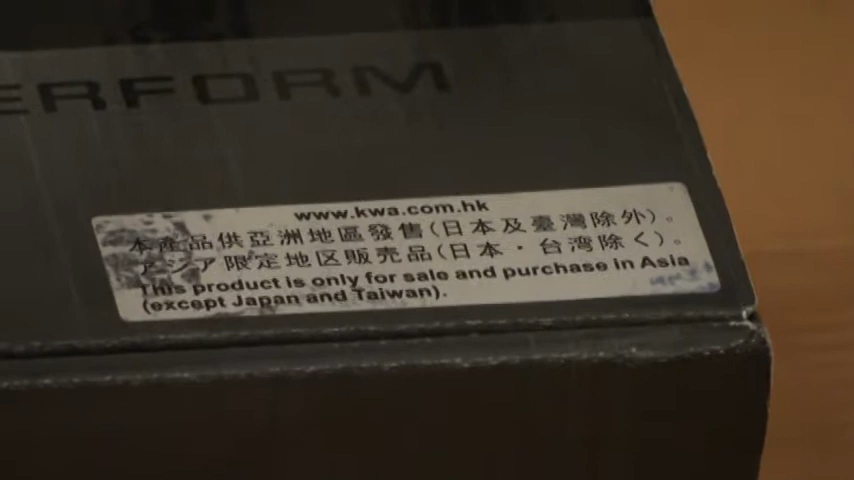 ERFORM
www.kwa.com.hk
本產品供亞洲地區發售(日本及臺灣除外)。
アジア限定地区販売品(日本・台湾除く)。
This product is only for sale and purchase in Asia
(except Japan and Taiwan).